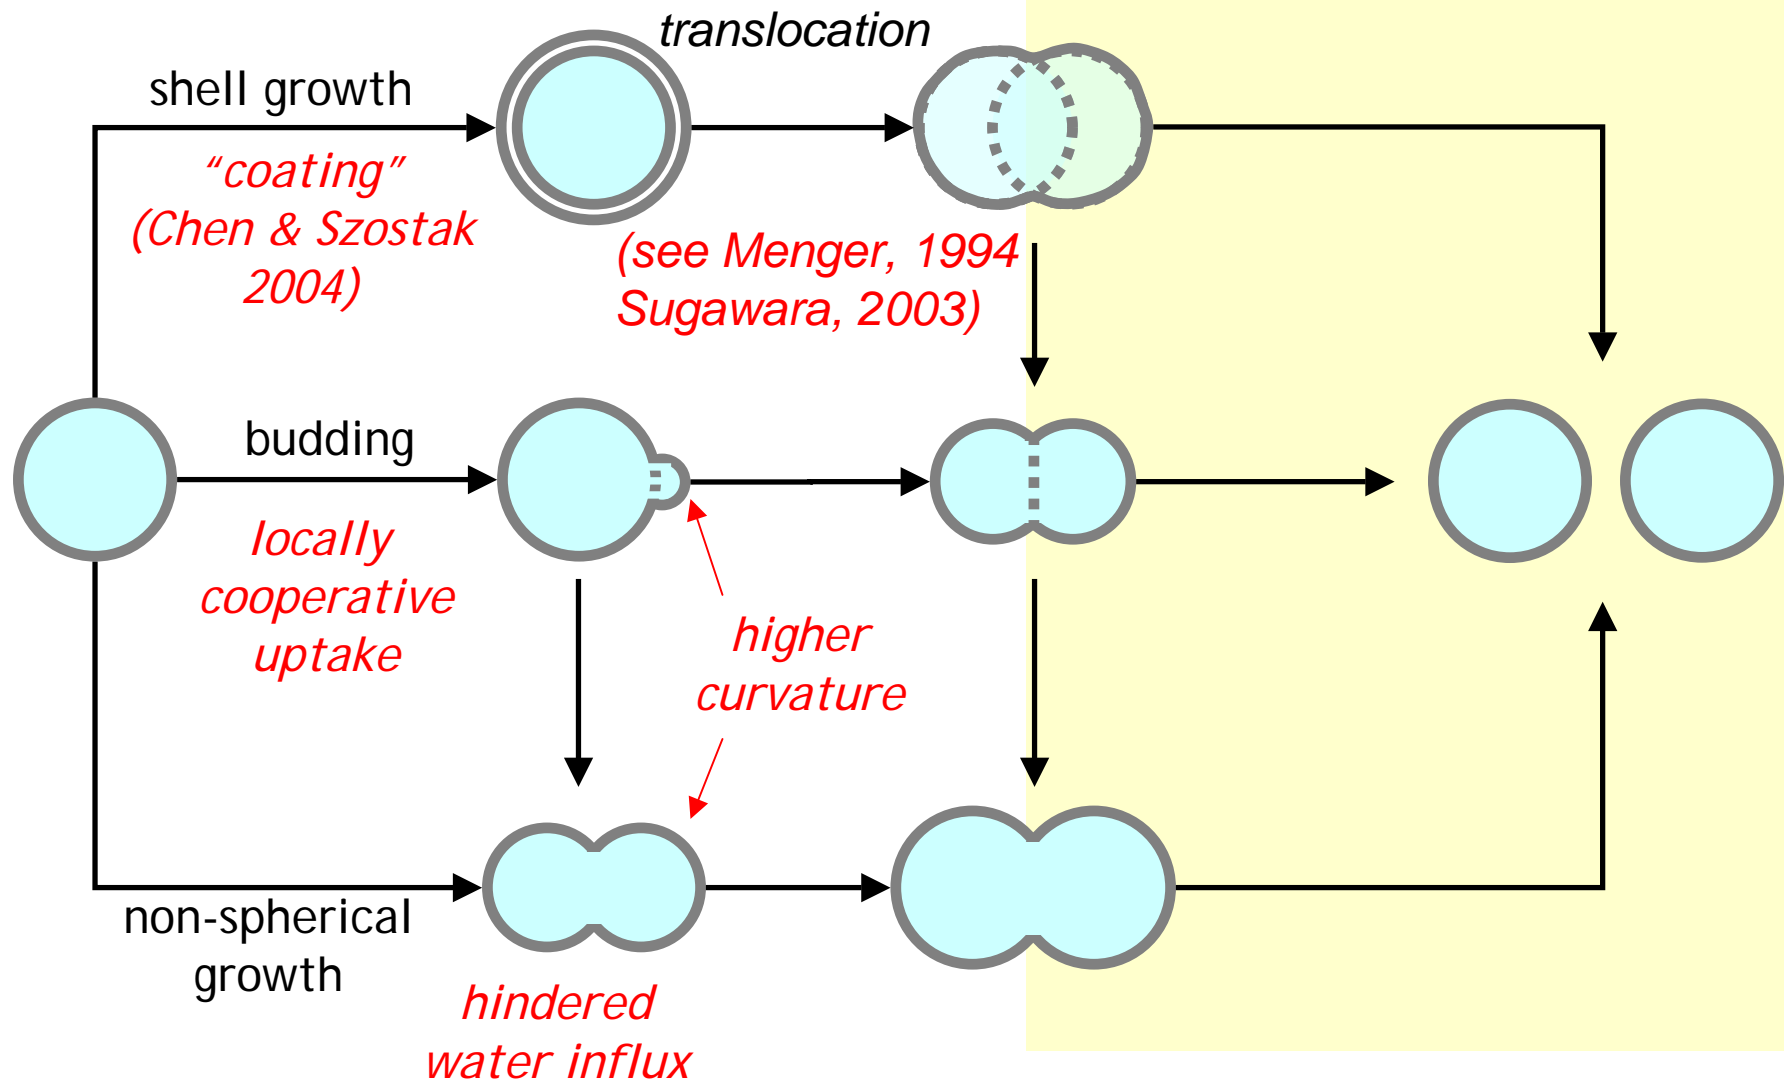 translocation
shell growth
“coating”
(Chen & Szostak
2004)
(see Menger, 1994
Sugawara, 2003)
budding
locally
cooperative
uptake
higher
curvature
non-spherical
growth
hindered
water influx